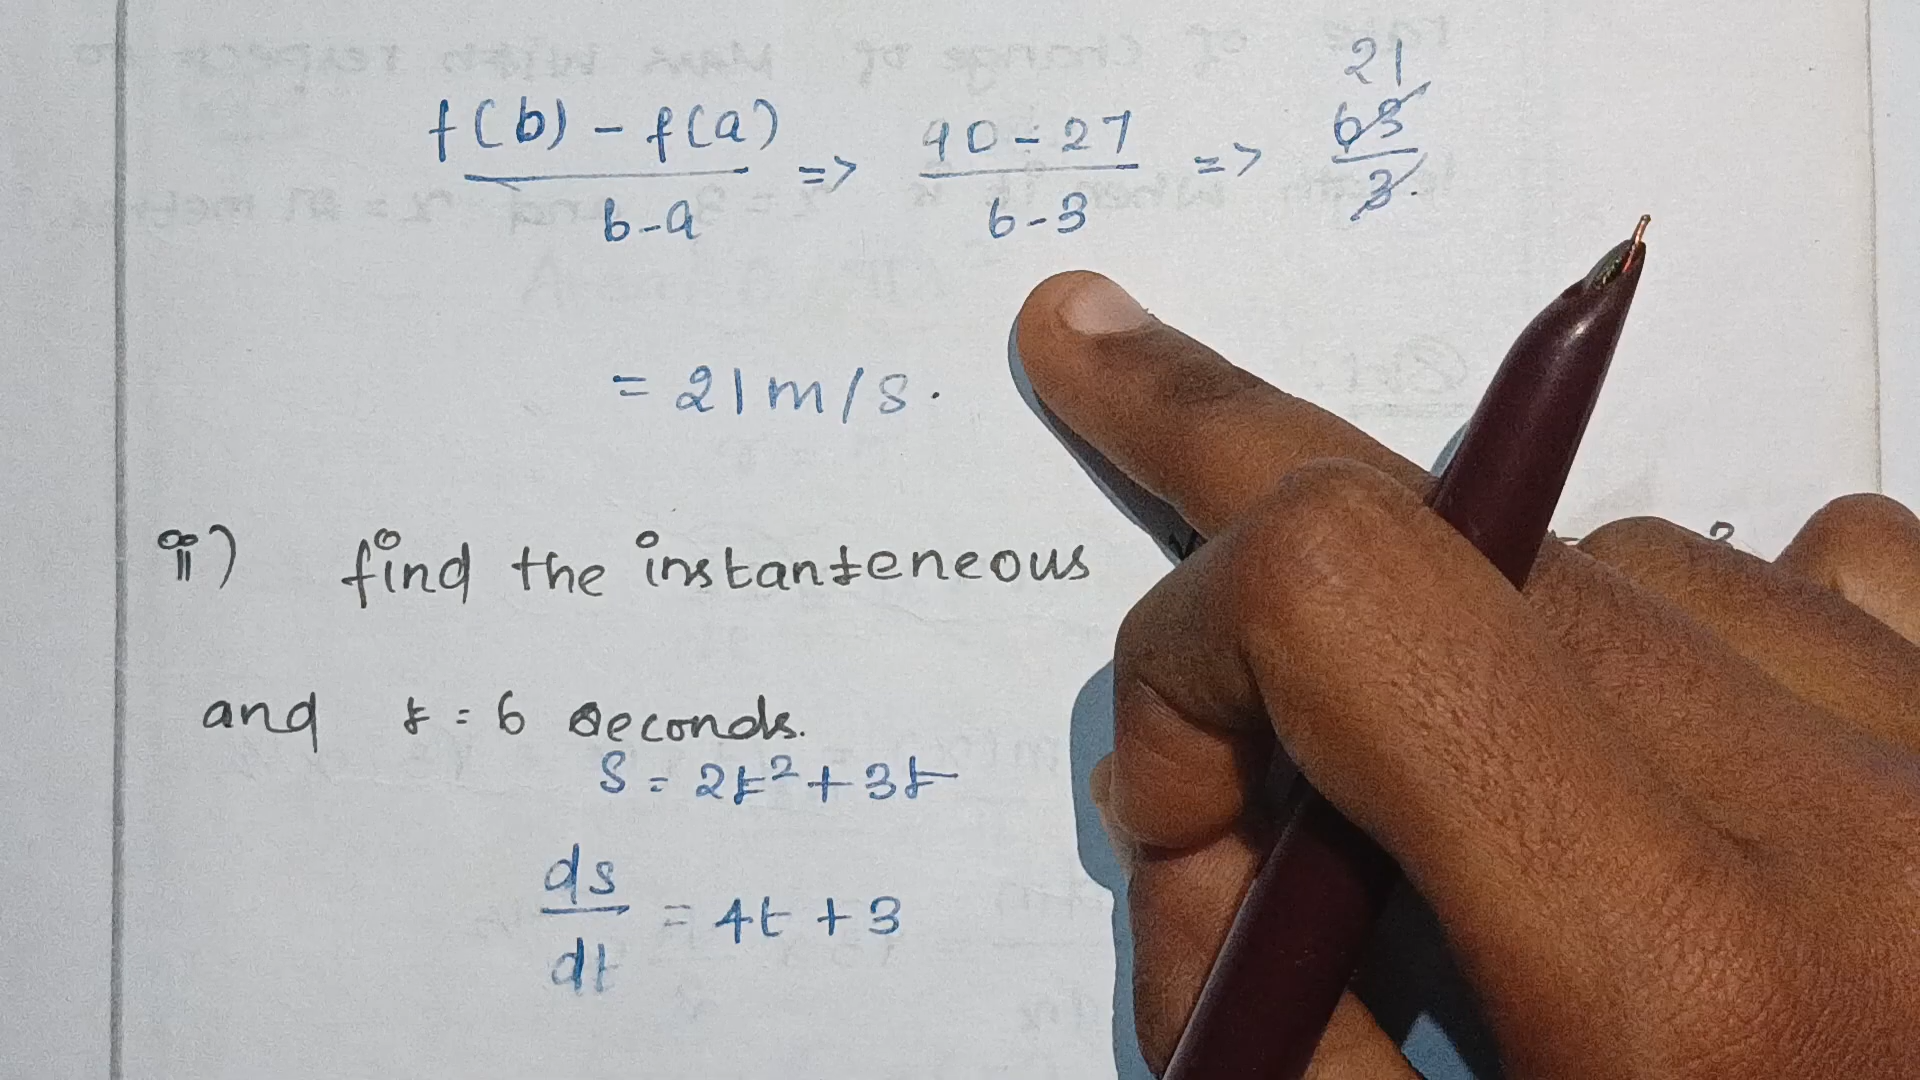 f(b) - f(a) / b-a => 90-27 / 6-3 => 63 / 3 21
= 21 m/s.
ii) find the instanteneous
and t = 6 seconds.
S = 2t² + 3t
ds/dt = 4t + 3